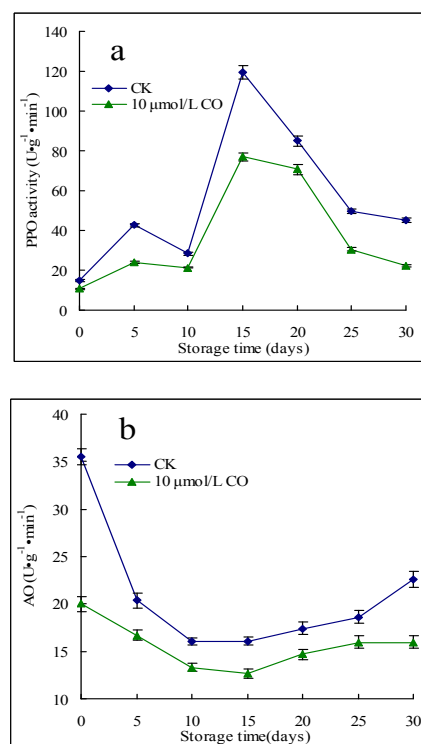 a
CK
10 μmol/L CO
PPO activity (U•g⁻¹•min⁻¹)
140
120
100
80
60
40
20
0
0 5 10 15 20 25 30
Storage time (days)
b
CK
10 μmol/L CO
AO (U•g⁻¹•min⁻¹)
40
35
30
25
20
15
10
0 5 10 15 20 25 30
Storage time(days)